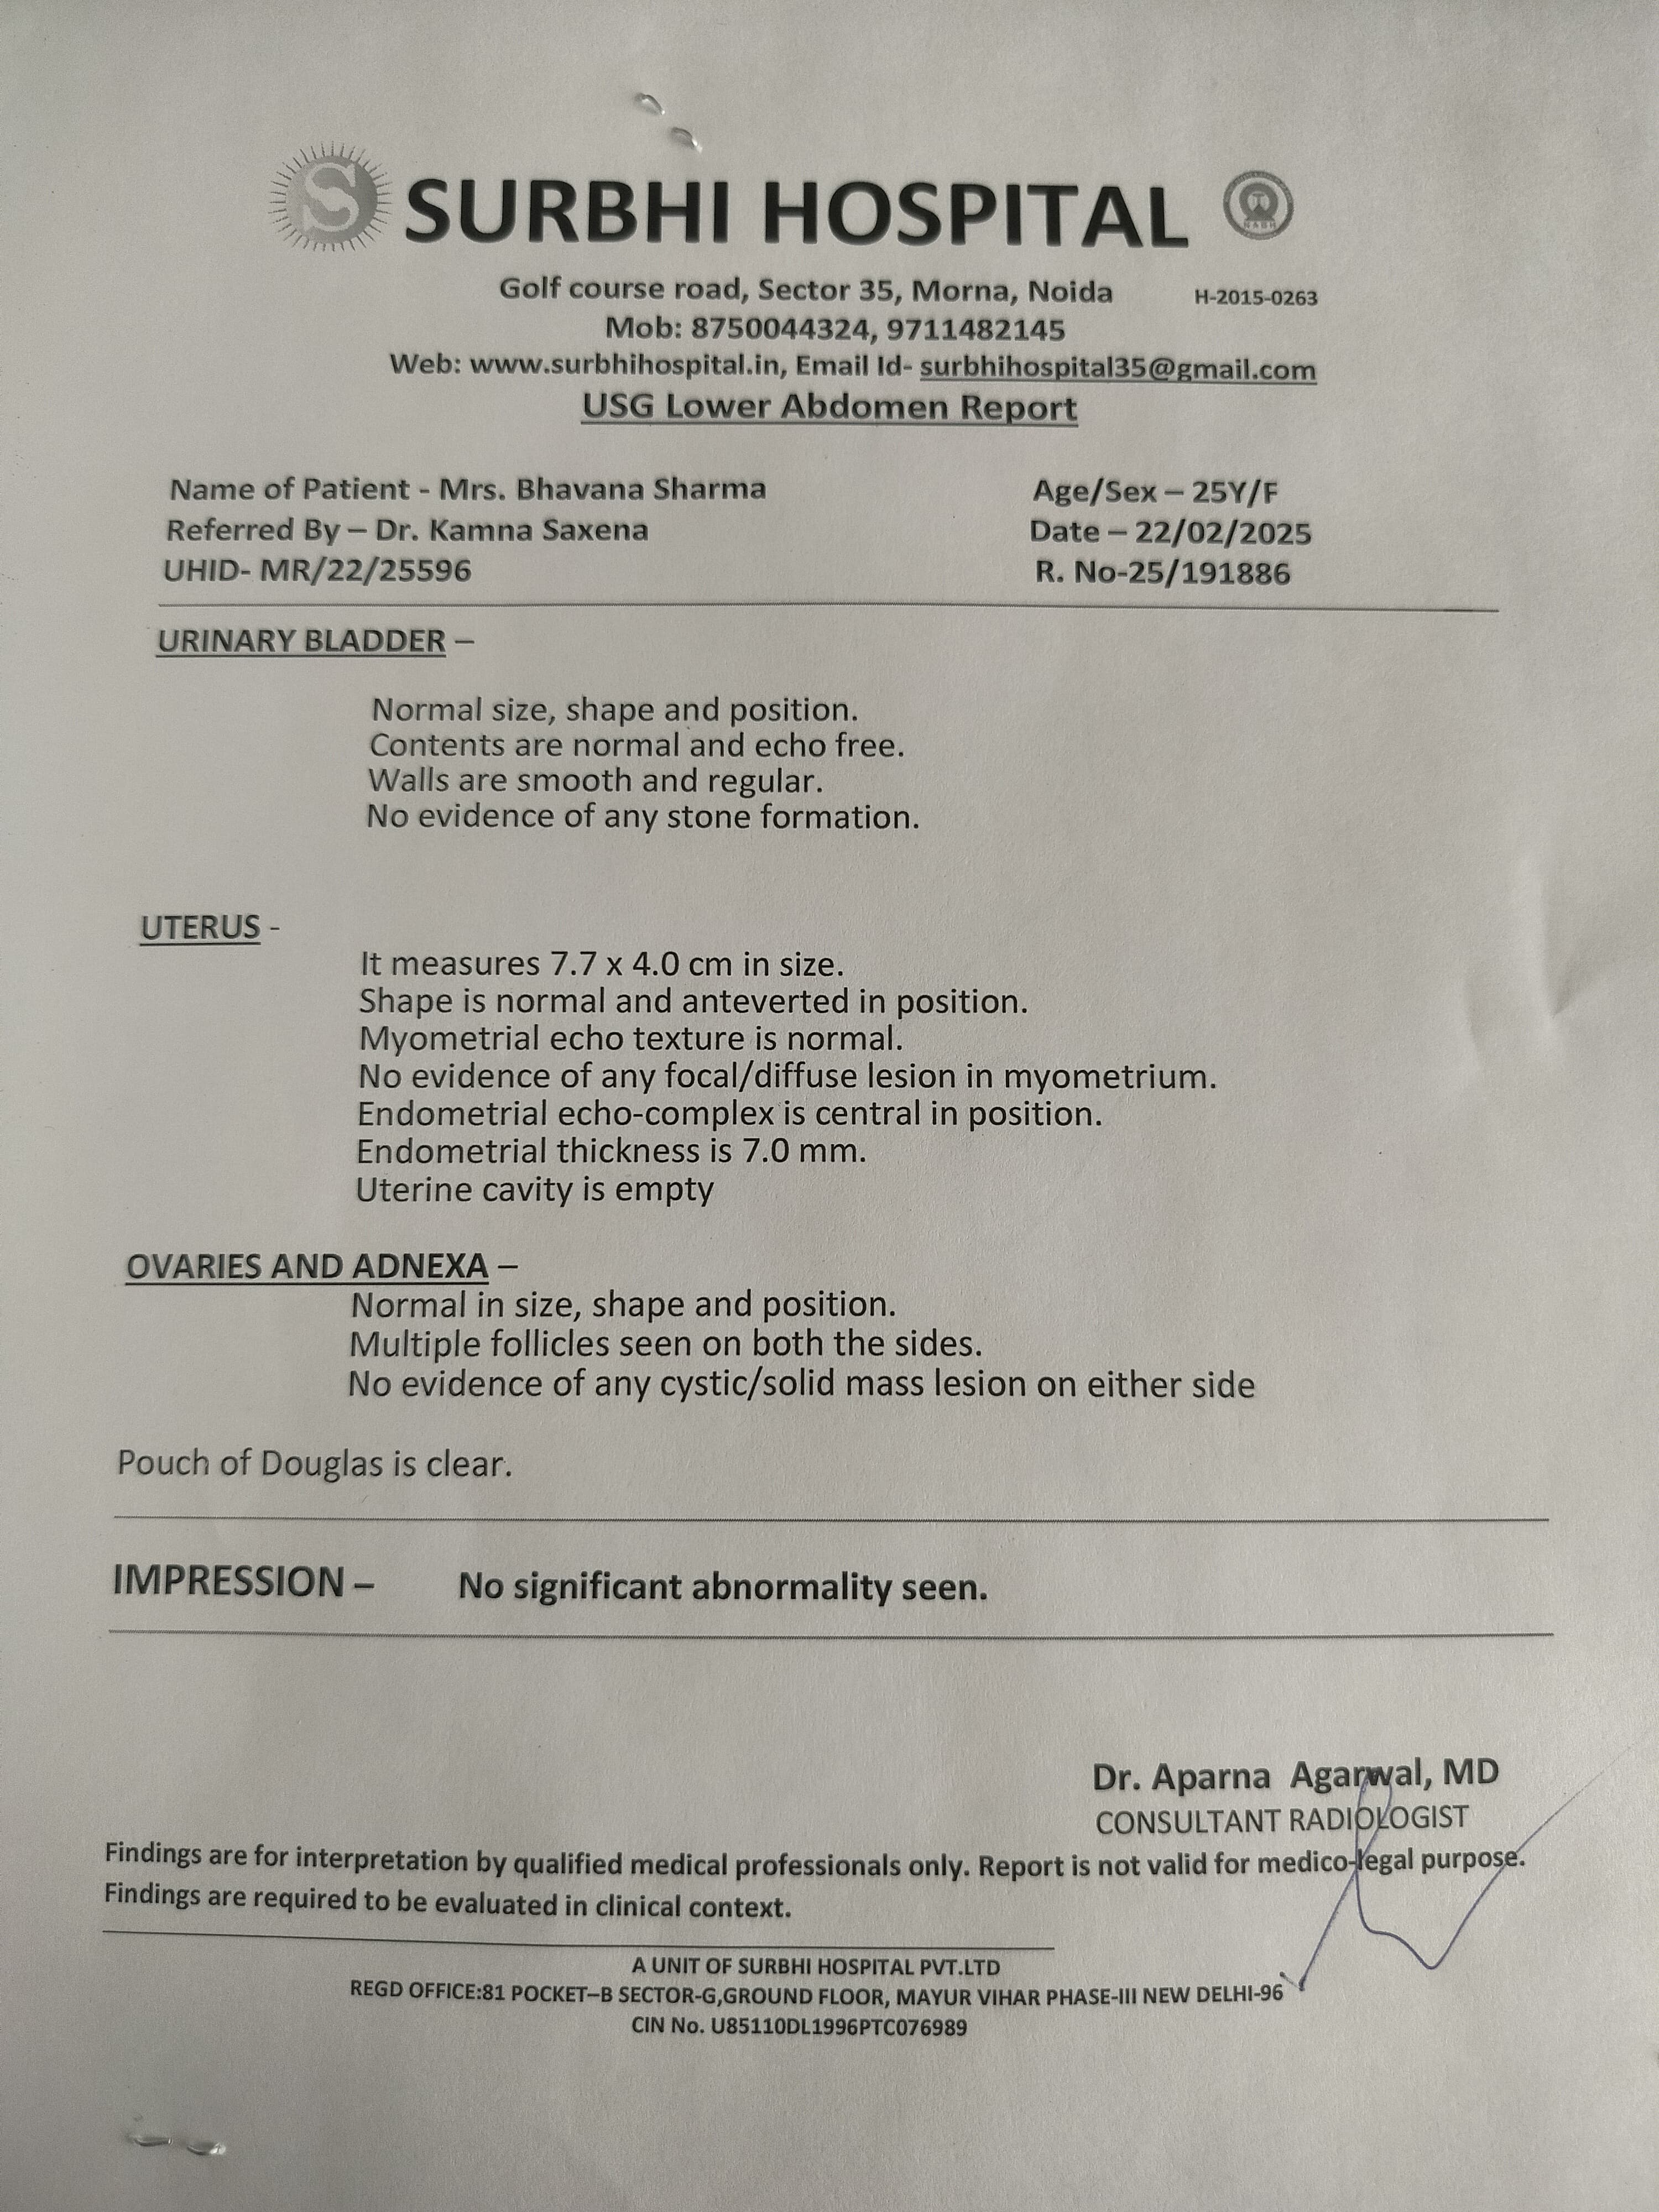 S SURBHI HOSPITAL
Golf course road, Sector 35, Morna, Noida H-2015-0263
Mob: 8750044324, 9711482145
Web: www.surbhihospital.in, Email Id- surbhihospital35@gmail.com
USG Lower Abdomen Report
Name of Patient - Mrs. Bhavana Sharma Age/Sex – 25Y/F
Referred By – Dr. Kamna Saxena Date – 22/02/2025
UHID- MR/22/25596 R. No-25/191886
URINARY BLADDER –
Normal size, shape and position.
Contents are normal and echo free.
Walls are smooth and regular.
No evidence of any stone formation.
UTERUS -
It measures 7.7 x 4.0 cm in size.
Shape is normal and anteverted in position.
Myometrial echo texture is normal.
No evidence of any focal/diffuse lesion in myometrium.
Endometrial echo-complex is central in position.
Endometrial thickness is 7.0 mm.
Uterine cavity is empty
OVARIES AND ADNEXA –
Normal in size, shape and position.
Multiple follicles seen on both the sides.
No evidence of any cystic/solid mass lesion on either side
Pouch of Douglas is clear.
IMPRESSION – No significant abnormality seen.
Dr. Aparna Agarwal, MD
CONSULTANT RADIOLOGIST
Findings are for interpretation by qualified medical professionals only. Report is not valid for medico-legal purpose.
Findings are required to be evaluated in clinical context.
A UNIT OF SURBHI HOSPITAL PVT.LTD
REGD OFFICE:81 POCKET–B SECTOR-G,GROUND FLOOR, MAYUR VIHAR PHASE-III NEW DELHI-96
CIN No. U85110DL1996PTC076989